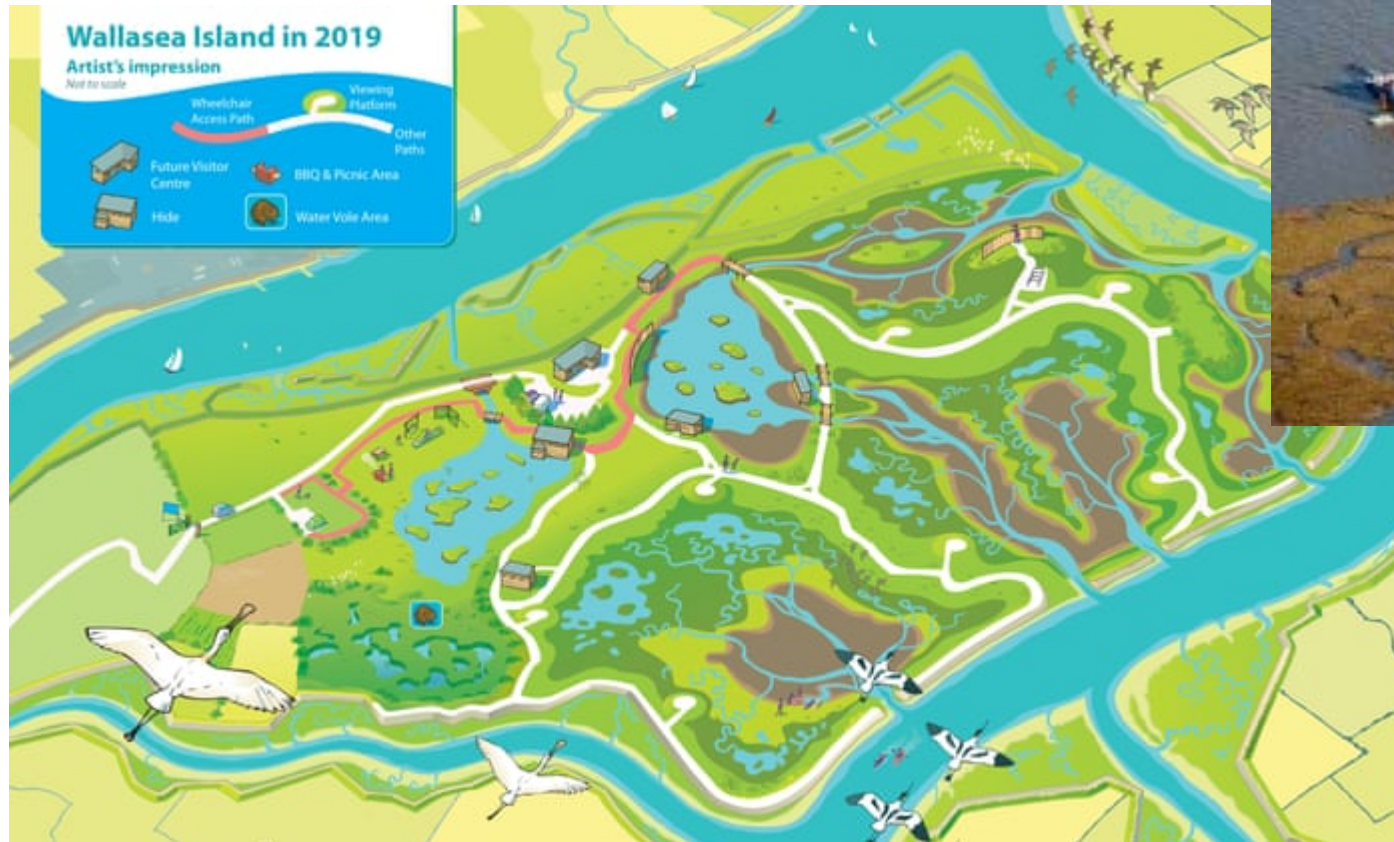 Wallasea Island in 2019
Artist's impression
Not to scale
Wheelchair
Access Path
Viewing
Platform
Other
Paths
Future Visitor
Centre
BBQ & Picnic Area
Hide
Water Vole Area